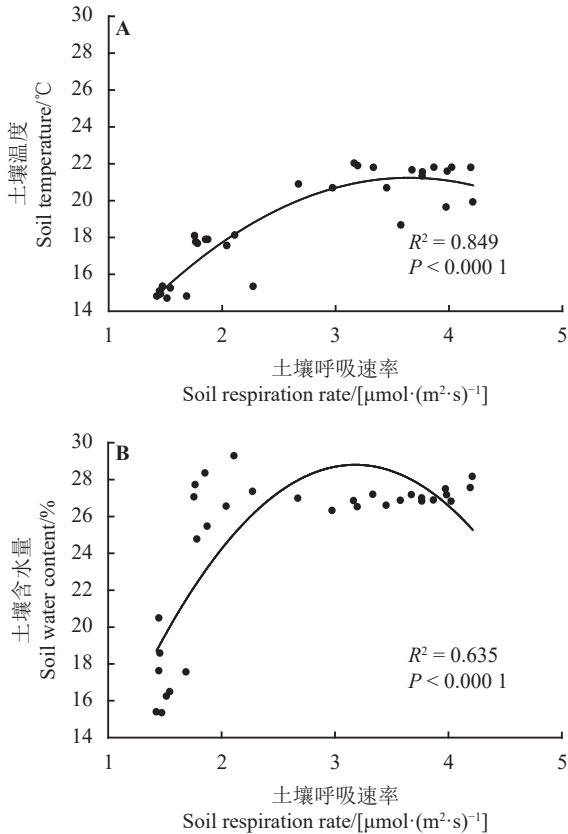 A
30
28
26
24
22
20
18
16
14
土壤温度
Soil temperature/℃
R² = 0.849
P < 0.000 1
1 2 3 4 5
土壤呼吸速率
Soil respiration rate/[μmol·(m²·s)⁻¹]
B
30
28
26
24
22
20
18
16
14
土壤含水量
Soil water content/%
R² = 0.635
P < 0.000 1
1 2 3 4 5
土壤呼吸速率
Soil respiration rate/[μmol·(m²·s)⁻¹]